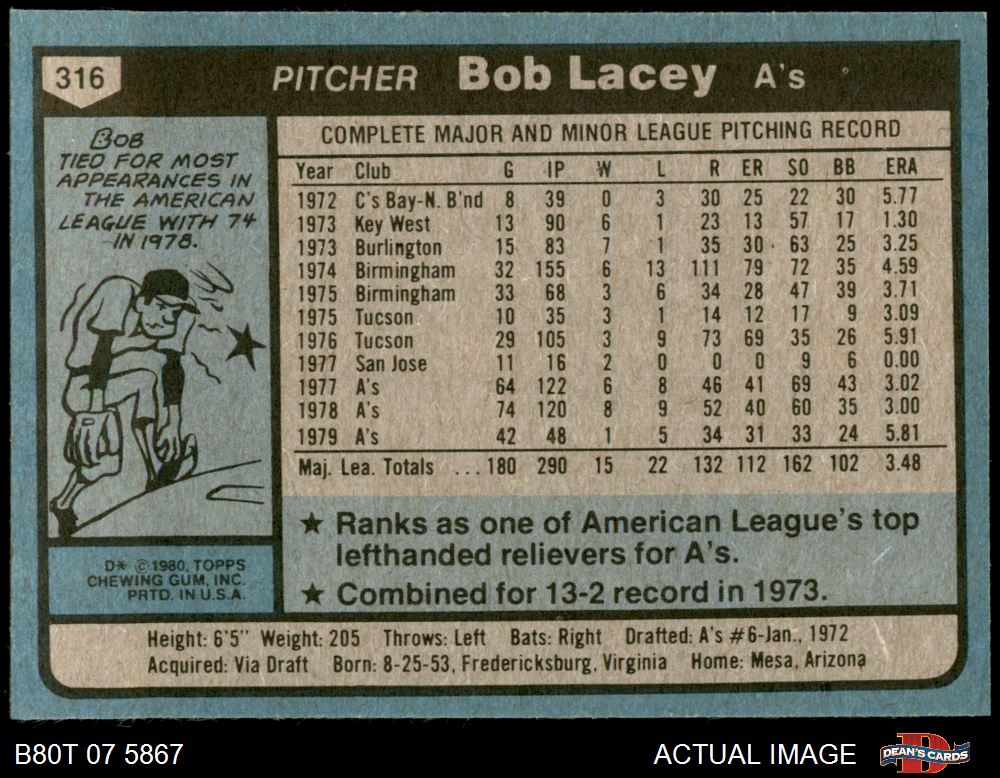 316
PITCHER Bob Lacey A's
BOB
TIED FOR MOST
APPEARANCES IN
THE AMERICAN
LEAGUE WITH 74
IN 1978.
D* © 1980, TOPPS
CHEWING GUM, INC.
PRTD. IN U.S.A.
COMPLETE MAJOR AND MINOR LEAGUE PITCHING RECORD
Year Club G IP W L R ER SO BB ERA
1972 C's Bay-N. B'nd 8 39 0 3 30 25 22 30 5.77
1973 Key West 13 90 6 1 23 13 57 17 1.30
1973 Burlington 15 83 7 1 35 30 63 25 3.25
1974 Birmingham 32 155 6 13 111 79 72 35 4.59
1975 Birmingham 33 68 3 6 34 28 47 39 3.71
1975 Tucson 10 35 3 1 14 12 17 9 3.09
1976 Tucson 29 105 3 9 73 69 35 26 5.91
1977 San Jose 11 16 2 0 0 0 9 6 0.00
1977 A's 64 122 6 8 46 41 69 43 3.02
1978 A's 74 120 8 9 52 40 60 35 3.00
1979 A's 42 48 1 5 34 31 33 24 5.81
Maj. Lea. Totals ... 180 290 15 22 132 112 162 102 3.48
★ Ranks as one of American League's top
lefthanded relievers for A's.
★ Combined for 13-2 record in 1973.
Height: 6'5" Weight: 205 Throws: Left Bats: Right Drafted: A's #6-Jan., 1972
Acquired: Via Draft Born: 8-25-53, Fredericksburg, Virginia Home: Mesa, Arizona
B80T 07 5867
ACTUAL IMAGE
DEAN'S CARDS